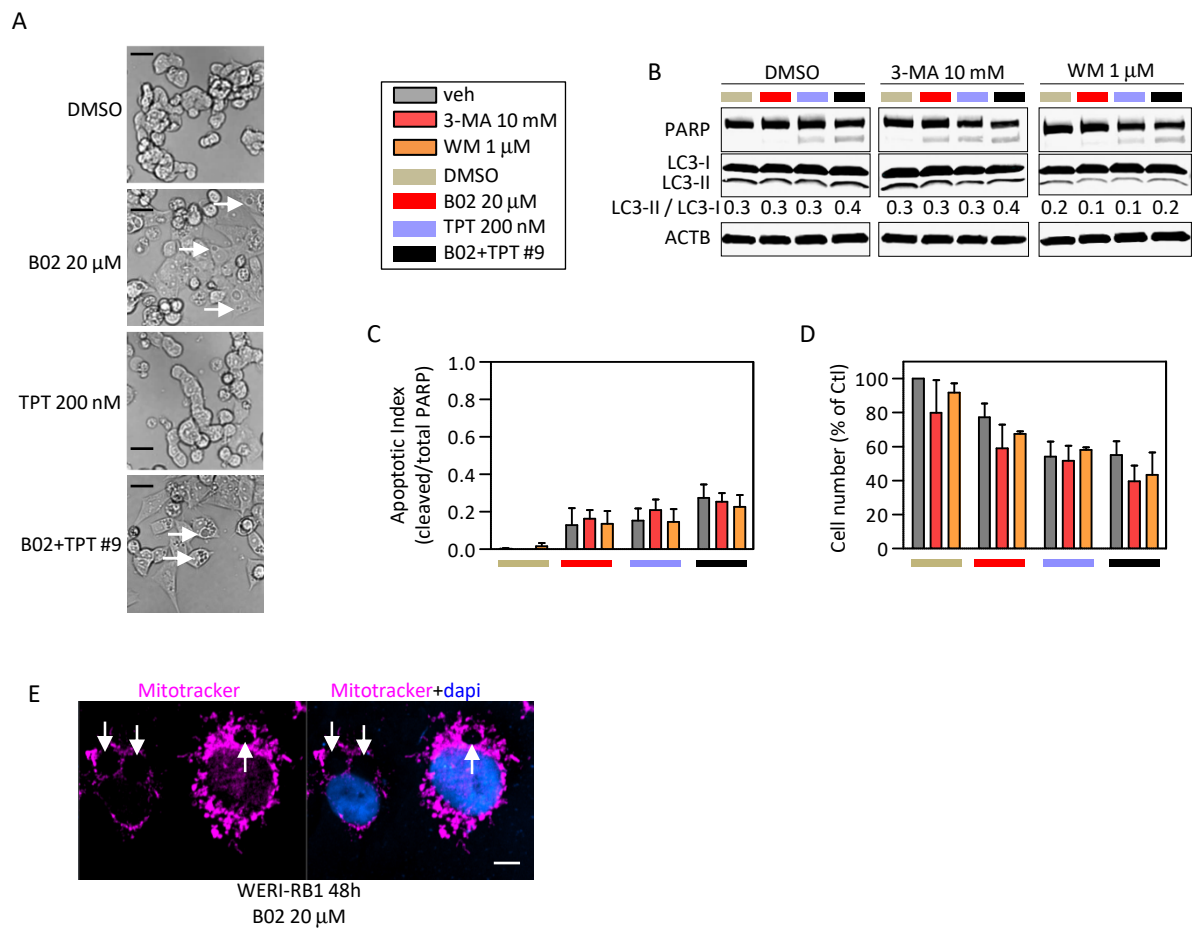 A
DMSO
B02 20 μM
TPT 200 nM
B02+TPT #9
veh
3-MA 10 mM
WM 1 μM
DMSO
B02 20 μM
TPT 200 nM
B02+TPT #9
B
DMSO 3-MA 10 mM WM 1 μM
PARP
LC3-I
LC3-II
LC3-II / LC3-I 0.3 0.3 0.3 0.4 0.3 0.3 0.3 0.4 0.2 0.1 0.1 0.2
ACTB
C
Apoptotic Index
(cleaved/total PARP)
1.0
0.8
0.6
0.4
0.2
0.0
D
Cell number (% of Ctl)
100
80
60
40
20
0
E
Mitotracker Mitotracker+dapi
WERI-RB1 48h
B02 20 μM